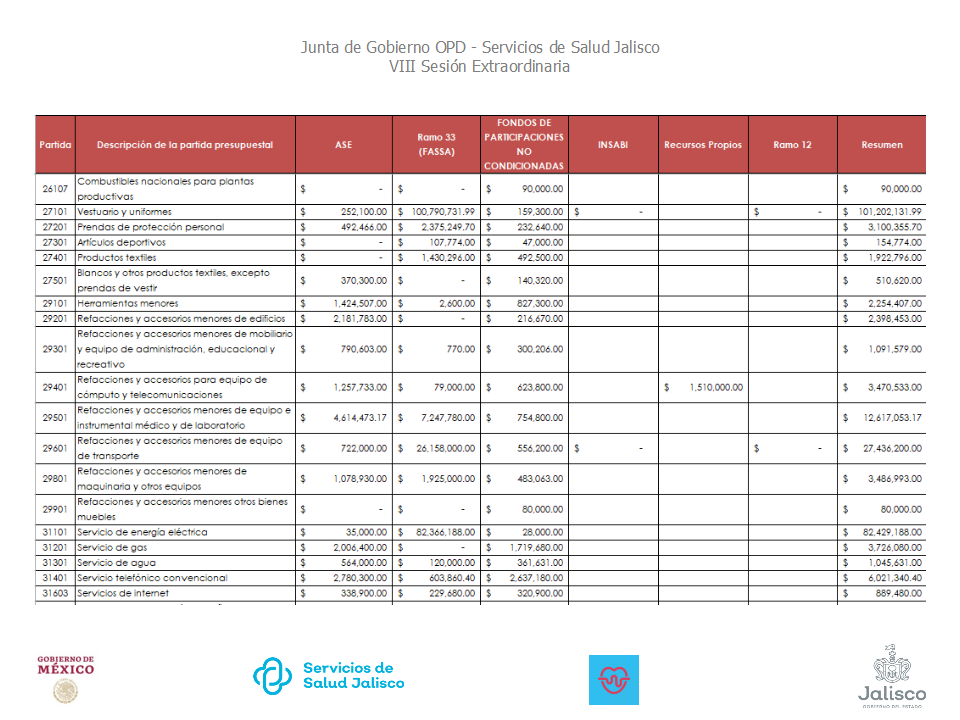 Junta de Gobierno OPD - Servicios de Salud Jalisco
VIII Sesión Extraordinaria
Partida Descripción de la partida presupuestal ASE Ramo 33 (FASSA) FONDOS DE PARTICIPACIONES NO CONDICIONADAS INSABI Recursos Propios Ramo 12 Resumen
26107 Combustibles nacionales para plantas productivas $ - $ - $ 90,000.00 $ 90,000.00
27101 Vestuario y uniformes $ 252,100.00 $ 100,790,731.99 $ 159,300.00 $ - $ - $ 101,202,131.99
27201 Prendas de protección personal $ 492,466.00 $ 2,375,249.70 $ 232,640.00 $ 3,100,355.70
27301 Artículos deportivos $ - $ 107,774.00 $ 47,000.00 $ 154,774.00
27401 Productos textiles $ - $ 1,430,296.00 $ 492,500.00 $ 1,922,796.00
27501 Blancos y otros productos textiles, excepto prendas de vestir $ 370,300.00 $ - $ 140,320.00 $ 510,620.00
29101 Herramientas menores $ 1,424,507.00 $ 2,600.00 $ 827,300.00 $ 2,254,407.00
29201 Refacciones y accesorios menores de edificios $ 2,181,783.00 $ - $ 216,670.00 $ 2,398,453.00
29301 Refacciones y accesorios menores de mobiliario y equipo de administración, educacional y recreativo $ 790,603.00 $ 770.00 $ 300,206.00 $ 1,091,579.00
29401 Refacciones y accesorios para equipo de cómputo y telecomunicaciones $ 1,257,733.00 $ 79,000.00 $ 623,800.00 $ 1,510,000.00 $ 3,470,533.00
29501 Refacciones y accesorios menores de equipo e instrumental médico y de laboratorio $ 4,614,473.17 $ 7,247,780.00 $ 754,800.00 $ 12,617,053.17
29601 Refacciones y accesorios menores de equipo de transporte $ 722,000.00 $ 26,158,000.00 $ 556,200.00 $ - $ - $ 27,436,200.00
29801 Refacciones y accesorios menores de maquinaria y otros equipos $ 1,078,930.00 $ 1,925,000.00 $ 483,063.00 $ 3,486,993.00
29901 Refacciones y accesorios menores otros bienes muebles $ - $ - $ 80,000.00 $ 80,000.00
31101 Servicio de energía eléctrica $ 35,000.00 $ 82,366,188.00 $ 28,000.00 $ 82,429,188.00
31201 Servicio de gas $ 2,006,400.00 $ - $ 1,719,680.00 $ 3,726,080.00
31301 Servicio de agua $ 564,000.00 $ 120,000.00 $ 361,631.00 $ 1,045,631.00
31401 Servicio telefónico convencional $ 2,780,300.00 $ 603,860.40 $ 2,637,180.00 $ 6,021,340.40
31603 Servicios de internet $ 338,900.00 $ 229,680.00 $ 320,900.00 $ 889,480.00
GOBIERNO DE
MÉXICO
Servicios de
Salud Jalisco
Jalisco
GOBIERNO DEL ESTADO